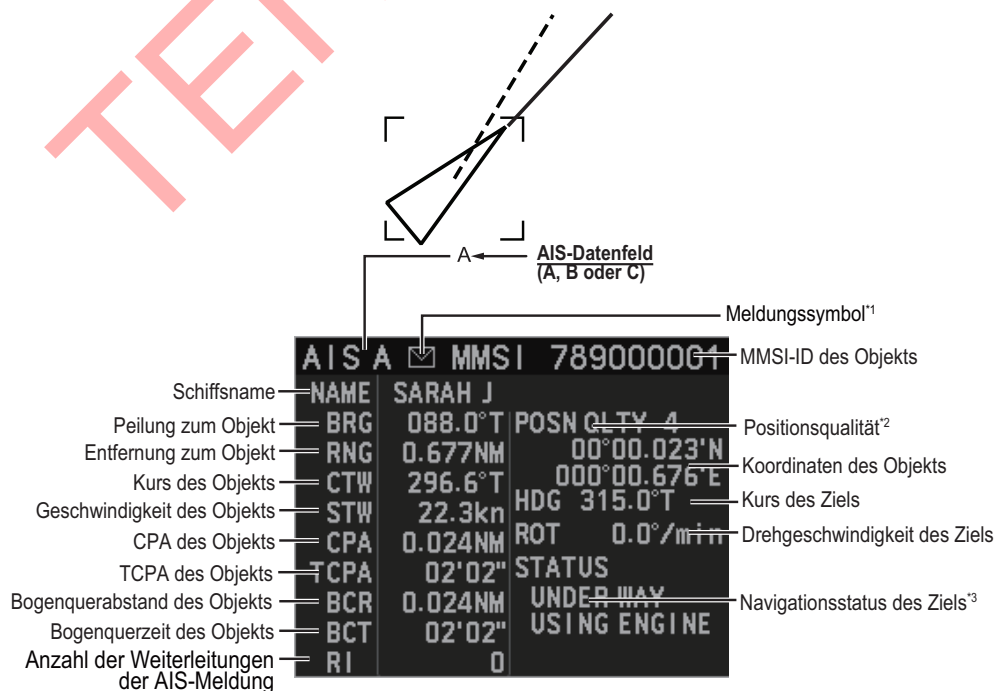 TEI
A
AIS-Datenfeld
(A, B oder C)
Meldungssymbol*1
AIS A MMSI 789000001
MMSI-ID des Objekts
Schiffsname
NAME SARAH J
Peilung zum Objekt
BRG 088.0°T
POSN QLTY 4
Positionsqualität*2
Entfernung zum Objekt
RNG 0.677NM
00°00.023'N
000°00.676'E
Koordinaten des Objekts
Kurs des Objekts
CTW 296.6°T
HDG 315.0°T
Kurs des Ziels
Geschwindigkeit des Objekts
STW 22.3kn
ROT 0.0°/min
Drehgeschwindigkeit des Ziels
CPA des Objekts
CPA 0.024NM
TCPA des Objekts
TCPA 02'02"
STATUS
Bogenquerabstand des Objekts
BCR 0.024NM
UNDER WAY
USING ENGINE
Navigationsstatus des Ziels*3
Bogenquerzeit des Objekts
BCT 02'02"
Anzahl der Weiterleitungen
der AIS-Meldung
RI 0